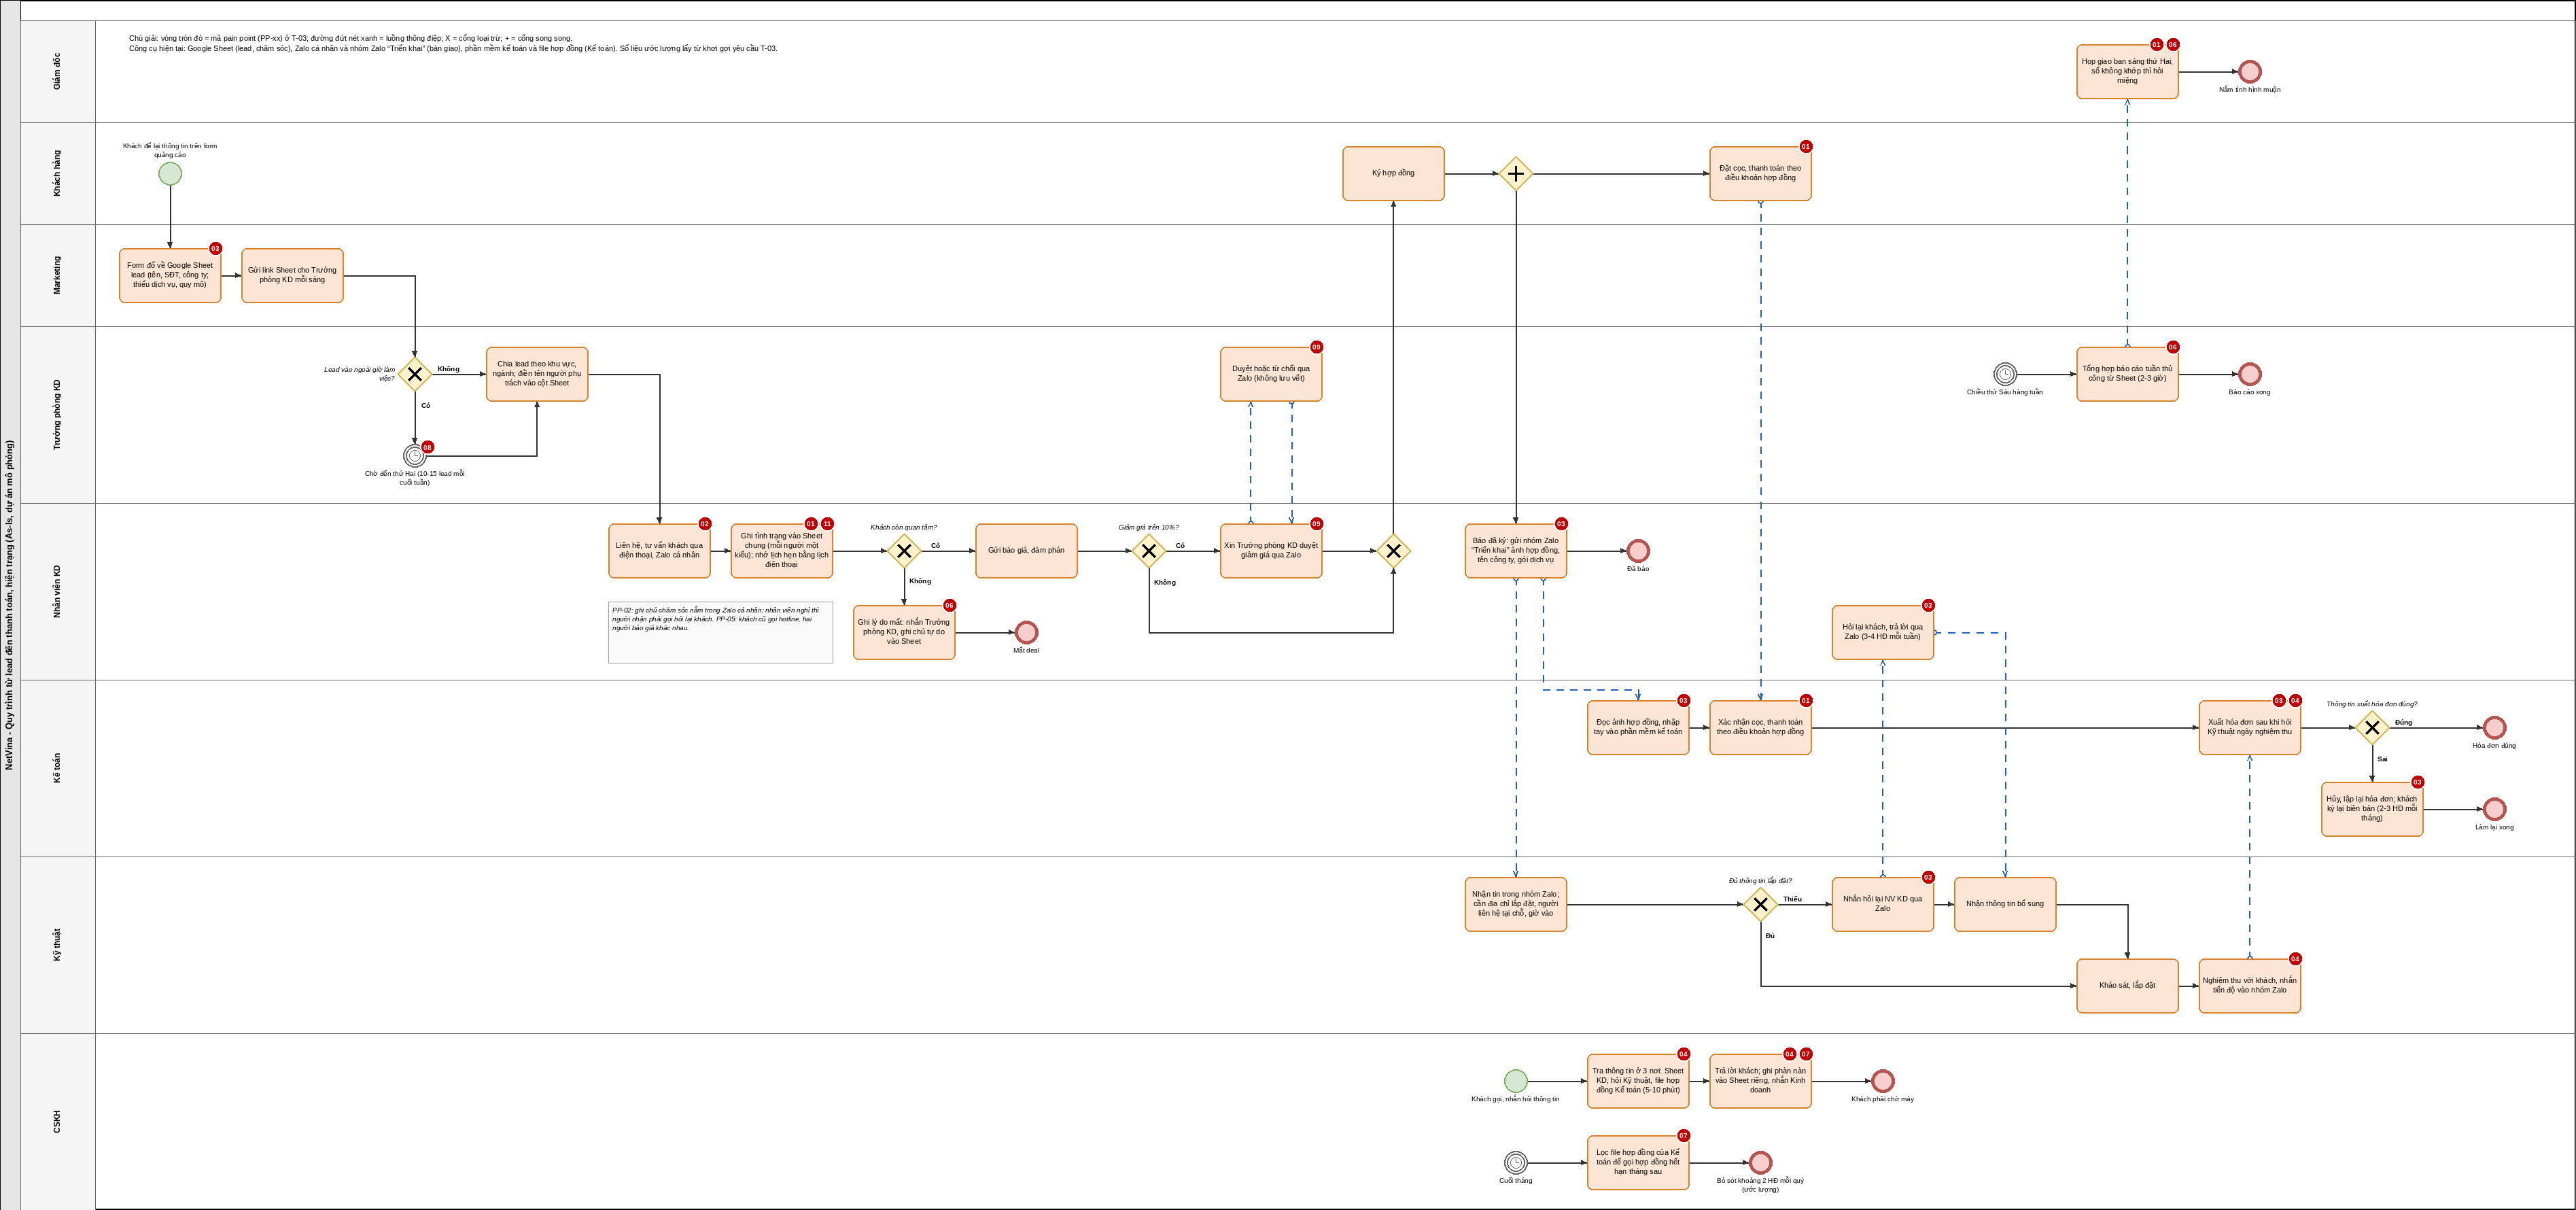 NetVina - Quy trình từ lead đến thanh toán, hiện trạng (As-Is, dự án mô phỏng)
Giám đốc
Chú giải: vòng tròn đỏ = mã pain point (PP-xx) ở T-03; đường đứt nét xanh = luồng thông điệp; X = cổng loại trừ; + = cổng song song.
Công cụ hiện tại: Google Sheet (lead, chăm sóc), Zalo cá nhân và nhóm Zalo “Triển khai” (bàn giao), phần mềm kế toán và file hợp đồng (Kế toán). Số liệu ước lượng lấy từ khơi gợi yêu cầu T-03.
01
06
Họp giao ban sáng thứ Hai;
số không khớp thì hỏi
miệng
Nắm tình hình muộn
Khách hàng
Khách để lại thông tin trên form
quảng cáo
Ký hợp đồng
01
Đặt cọc, thanh toán theo
điều khoản hợp đồng
Marketing
03
Form đổ về Google Sheet
lead (tên, SĐT, công ty;
thiếu dịch vụ, quy mô)
Gửi link Sheet cho Trưởng
phòng KD mỗi sáng
Trưởng phòng KD
Lead vào ngoài giờ làm
việc?
Không
Có
Chia lead theo khu vực,
ngành; điền tên người phụ
trách vào cột Sheet
08
Chờ đến thứ Hai (10-15 lead mỗi
cuối tuần)
09
Duyệt hoặc từ chối qua
Zalo (không lưu vết)
Chiều thứ Sáu hàng tuần
06
Tổng hợp báo cáo tuần thủ
công từ Sheet (2-3 giờ)
Báo cáo xong
Nhân viên KD
02
Liên hệ, tư vấn khách qua
điện thoại, Zalo cá nhân
01
11
Ghi tình trạng vào Sheet
chung (mỗi người một
kiểu); nhớ lịch hẹn bằng lịch
điện thoại
Khách còn quan tâm?
Có
Không
Gửi báo giá, đàm phán
Giảm giá trên 10%?
Có
Không
09
Xin Trưởng phòng KD duyệt
giảm giá qua Zalo
03
Báo đã ký: gửi nhóm Zalo
“Triển khai” ảnh hợp đồng,
tên công ty, gói dịch vụ
Đã báo
PP-02: ghi chú chăm sóc nằm trong Zalo cá nhân; nhân viên nghỉ thì
người nhận phải gọi hỏi lại khách. PP-05: khách cũ gọi hotline, hai
người báo giá khác nhau.
06
Ghi lý do mất: nhắn Trưởng
phòng KD, ghi chú tự do
vào Sheet
Mất deal
03
Hỏi lại khách, trả lời qua
Zalo (3-4 HĐ mỗi tuần)
Kế toán
03
Đọc ảnh hợp đồng, nhập
tay vào phần mềm kế toán
01
Xác nhận cọc, thanh toán
theo điều khoản hợp đồng
03
04
Xuất hóa đơn sau khi hỏi
Kỹ thuật ngày nghiệm thu
Thông tin xuất hóa đơn đúng?
Đúng
Sai
Hóa đơn đúng
03
Hủy, lập lại hóa đơn; khách
ký lại biên bản (2-3 HĐ mỗi
tháng)
Làm lại xong
Kỹ thuật
Nhận tin trong nhóm Zalo;
cần địa chỉ lắp đặt, người
liên hệ tại chỗ, giờ vào
Đủ thông tin lắp đặt?
Thiếu
Đủ
03
Nhắn hỏi lại NV KD qua
Zalo
Nhận thông tin bổ sung
Khảo sát, lắp đặt
04
Nghiệm thu với khách, nhắn
tiến độ vào nhóm Zalo
CSKH
Khách gọi, nhắn hỏi thông tin
04
Tra thông tin ở 3 nơi: Sheet
KD, hỏi Kỹ thuật, file hợp
đồng Kế toán (5-10 phút)
04
07
Trả lời khách; ghi phàn nàn
vào Sheet riêng, nhắn Kinh
doanh
Khách phải chờ máy
Cuối tháng
07
Lọc file hợp đồng của Kế
toán để gọi hợp đồng hết
hạn tháng sau
Bỏ sót khoảng 2 HĐ mỗi quý
(ước lượng)